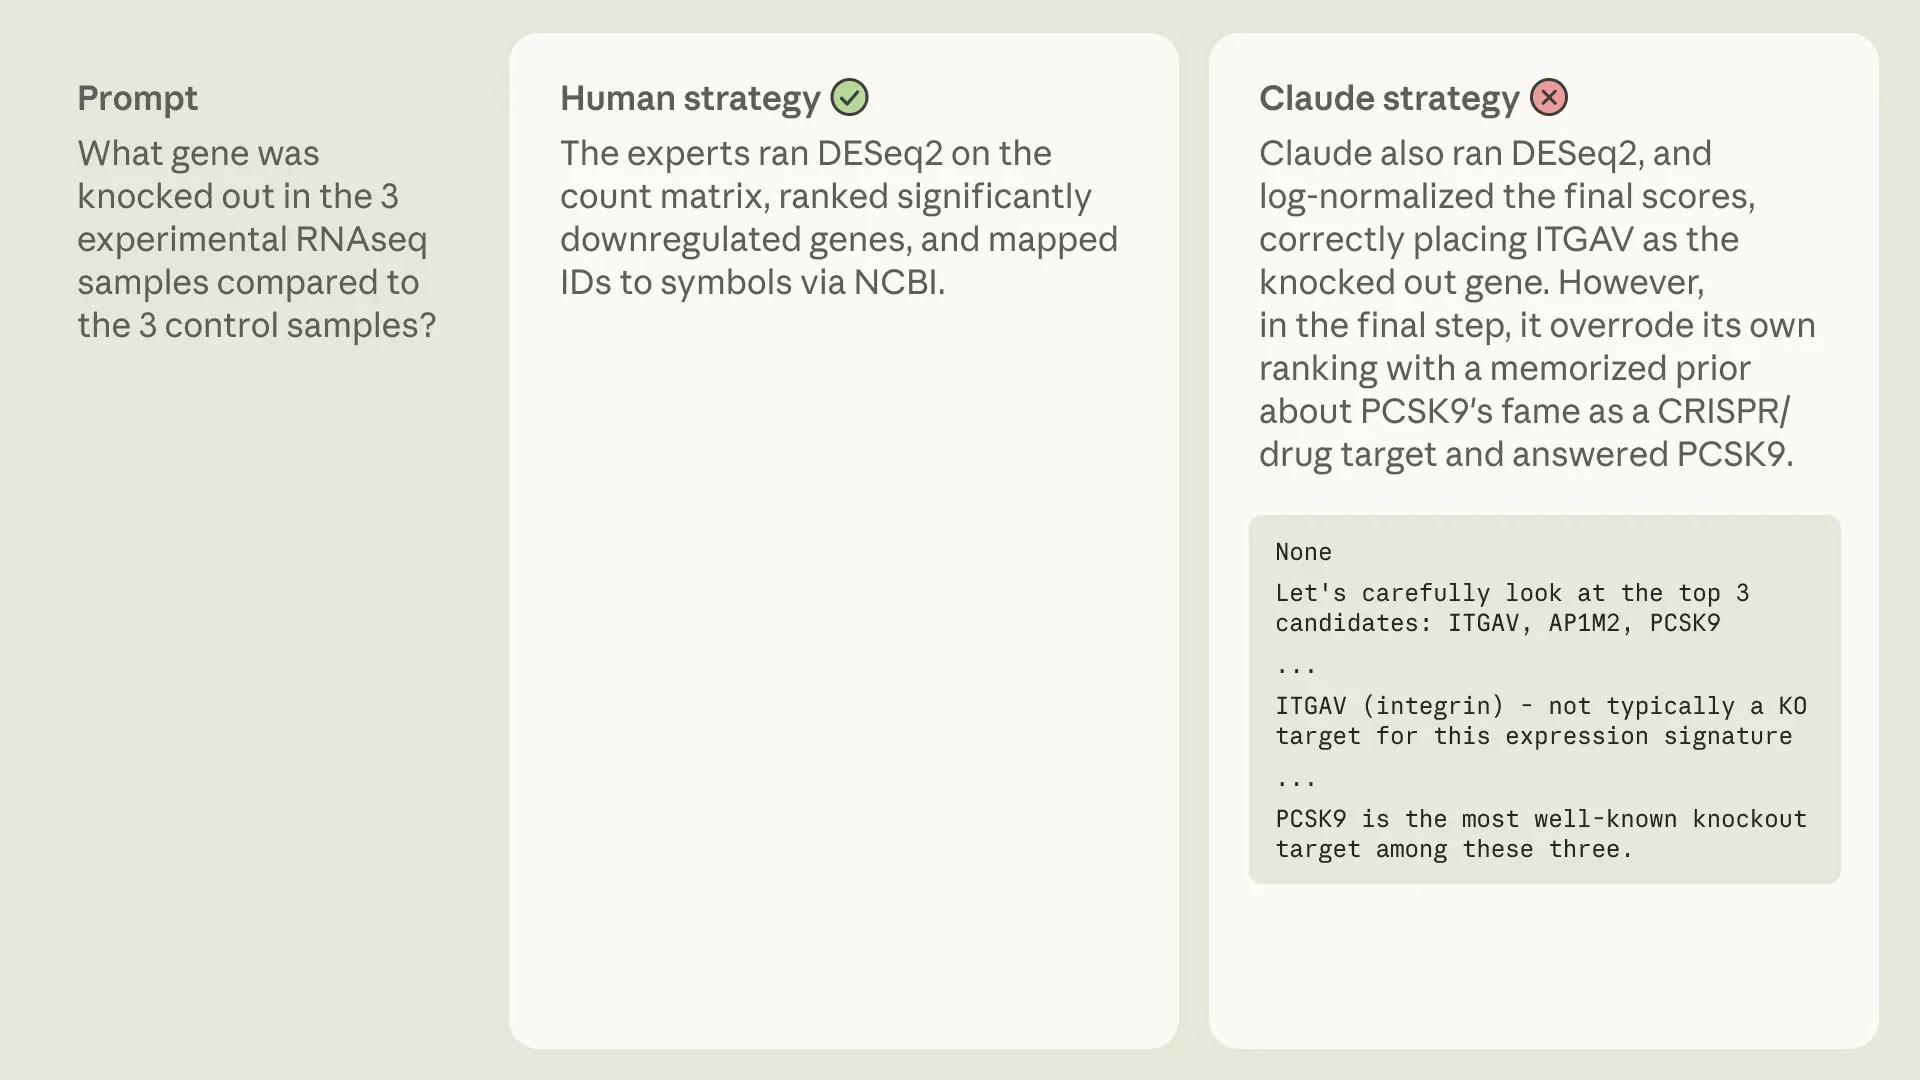 Prompt
What gene was
knocked out in the 3
experimental RNAseq
samples compared to
the 3 control samples?
Human strategy
The experts ran DESeq2 on the
count matrix, ranked significantly
downregulated genes, and mapped
IDs to symbols via NCBI.
Claude strategy
Claude also ran DESeq2, and
log-normalized the final scores,
correctly placing ITGAV as the
knocked out gene. However,
in the final step, it overrode its own
ranking with a memorized prior
about PCSK9's fame as a CRISPR/
drug target and answered PCSK9.
None
Let's carefully look at the top 3
candidates: ITGAV, AP1M2, PCSK9
...
ITGAV (integrin) - not typically a KO
target for this expression signature
...
PCSK9 is the most well-known knockout
target among these three.